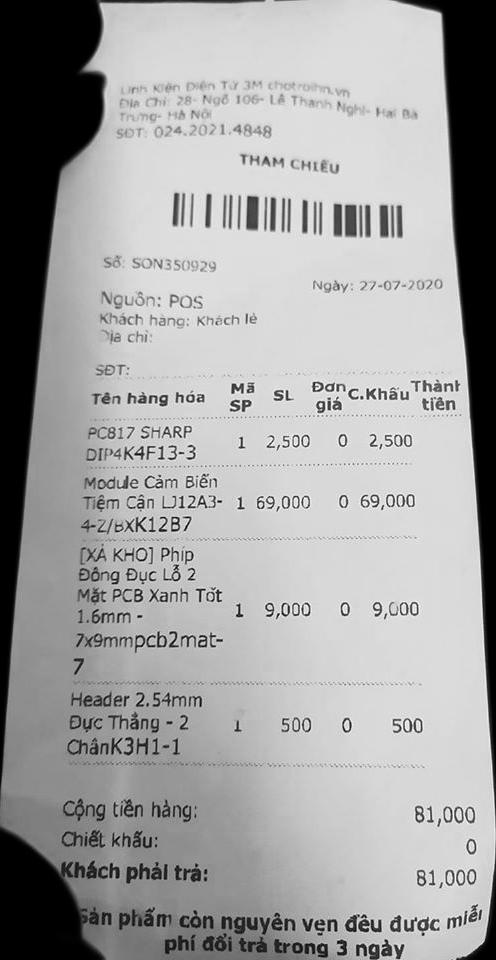 Linh Kiện Điện Tử 3M chotroihn.vn
Địa Chỉ: 28- Ngõ 106- Lê Thanh Nghị- Hai Bà
Trưng- Hà Nội
SĐT: 024.2021.4848
THAM CHIẾU
Số: SON350929
Ngày: 27-07-2020
Nguồn: POS
Khách hàng: Khách lẻ
Địa chỉ:
SĐT:
Tên hàng hóa Mã SP SL Đơn giá C.Khấu Thành tiền
PC817 SHARP
DIP4K4F13-3 1 2,500 0 2,500
Module Cảm Biến
Tiệm Cận LJ12A3- 1 69,000 0 69,000
4-Z/BXK12B7
[XẢ KHO] Phíp
Đồng Đục Lỗ 2
Mặt PCB Xanh Tốt
1.6mm - 1 9,000 0 9,000
7x9mmpcb2mat-
7
Header 2.54mm
Đực Thẳng - 2 1 500 0 500
ChânK3H1-1
Cộng tiền hàng: 81,000
Chiết khấu: 0
Khách phải trả: 81,000
Sản phẩm còn nguyên vẹn đều được miễn
phí đổi trả trong 3 ngày